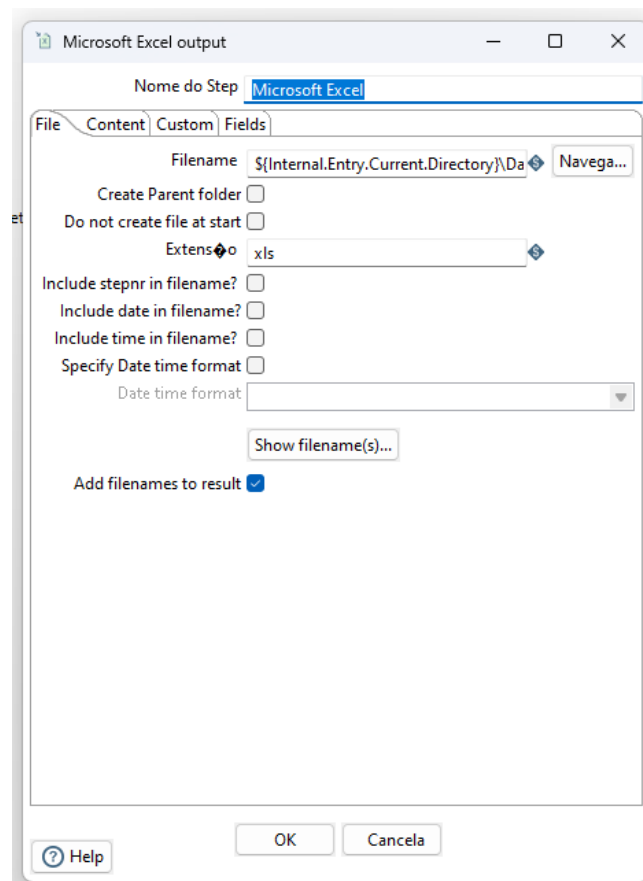 Microsoft Excel output
Nome do Step Microsoft Excel
File Content Custom Fields
Filename ${Internal.Entry.Current.Directory}\Da Navega...
Create Parent folder
Do not create file at start
Extens�o xls
Include stepnr in filename?
Include date in filename?
Include time in filename?
Specify Date time format
Date time format
Show filename(s)...
Add filenames to result
OK Cancela
Help